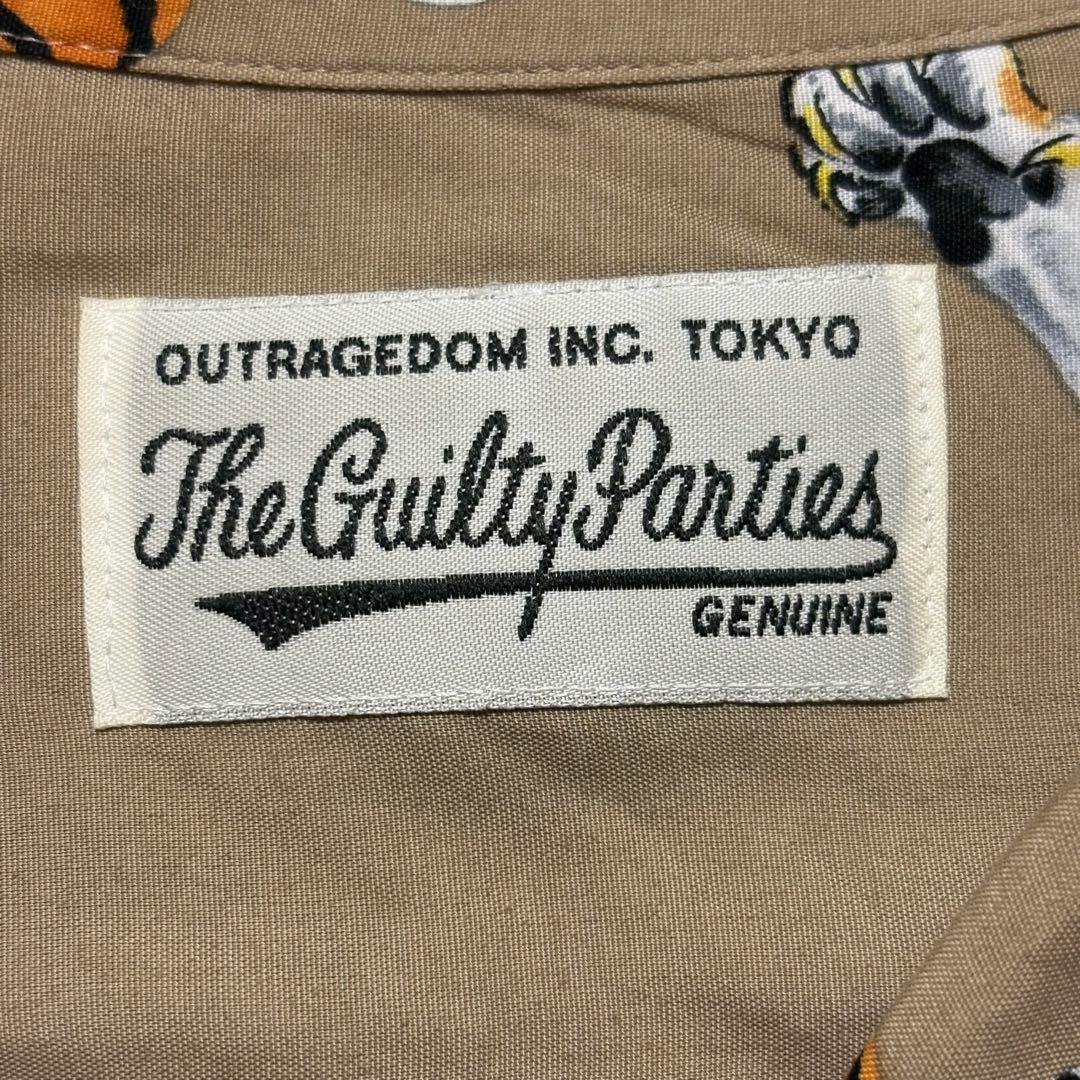 OUTRAGEDOM INC. TOKYO
The Guilty Parties
GENUINE